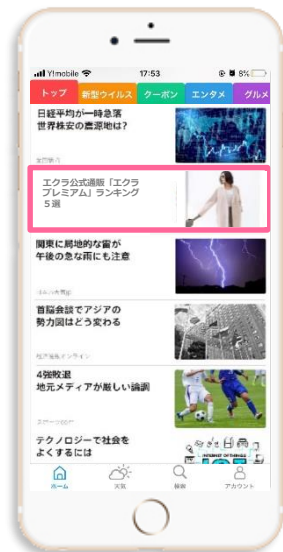 Y!mobile
17:53
8%
トップ
新型ウイルス
クーポン
エンタメ
グルメ
日経平均が一時急落
世界株安の震源地は?
エクラ公式通販「エクラ
プレミアム」ランキング
5選
関東に局地的な雷が
午後の急な雨にも注意
首脳会談でアジアの
勢力図はどう変わる
4強敗退
地元メディアが厳しい論調
テクノロジーで社会を
よくするには
INTERNET OF THINGS
ホーム
天気
検索
アカウント